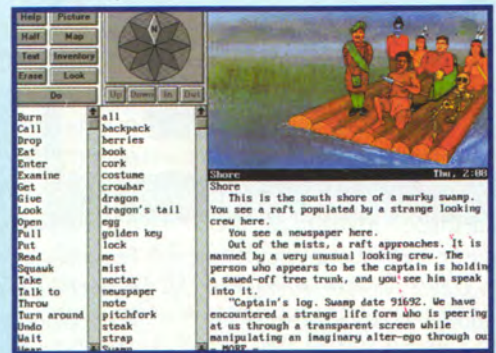 Help Picture
Half Map
Text Inventory
Erase Look
Do
N
Up Down In Out
Burn
Call
Drop
Eat
Enter
Examine
Get
Give
Look
Open
Pull
Put
Read
Squawk
Take
Talk to
Throw
Turn around
Undo
Wait
Wear
all
backpack
berries
book
cork
costume
crowbar
dragon
dragon's tail
egg
golden key
lock
me
mist
nectar
newspaper
note
pitchfork
steak
swan
Swamp
Shore Thu, 2:08
Shore
This is the south shore of a murky swamp.
You see a raft populated by a strange looking
crew here.
You see a newspaper here.
Out of the mists, a raft approaches. It is
manned by a very unusual looking crew. The
person who appears to be the captain is holdin
a sawed-off tree trunk, and you see him speak
into it.
"Captain's log. Swamp date 91692. We have
encountered a strange life form who is peering
at us through a transparent screen while
manipulating an imaginary alter-ego through ou
- MORE -